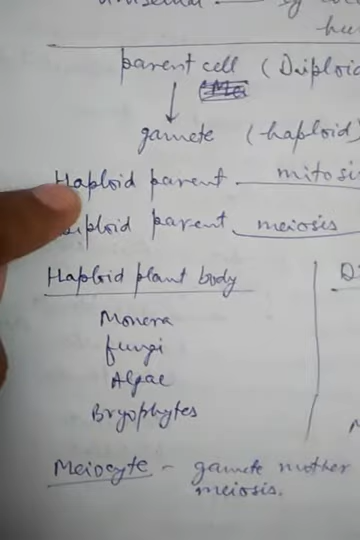 parent cell (Diploid
gamete (haploid)
Haploid parent mitosis
Diploid parent meiosis
Haploid plant body
Monera
fungi
Algae
Bryophytes
Meiocyte - gamete mother
meiosis.